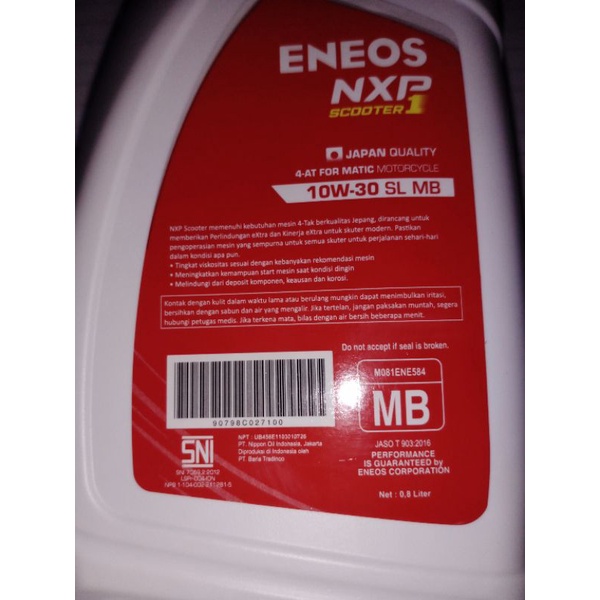 ENEOS
NXP
SCOOTER 1
JAPAN QUALITY
4-AT FOR MATIC MOTORCYCLE
10W-30 SL MB
NXP Scooter memenuhi kebutuhan mesin 4-Tak berkualitas Jepang, dirancang untuk
memberikan Perlindungan eXtra dan Kinerja eXtra untuk skuter modern. Pastikan
pengoperasian mesin yang sempurna untuk semua skuter untuk perjalanan sehari-hari
dalam kondisi apa pun.
• Tingkat viskositas sesuai dengan kebanyakan rekomendasi mesin
• Meningkatkan kemampuan start mesin saat kondisi dingin
• Melindungi dari deposit komponen, keausan dan korosi.
Kontak dengan kulit dalam waktu lama atau berulang mungkin dapat menimbulkan iritasi,
bersihkan dengan sabun dan air yang mengalir. Jika tertelan, jangan paksakan muntah, segera
hubungi petugas medis. Jika terkena mata, bilas dengan air bersih beberapa menit.
Do not accept if seal is broken.
90798C027100
M081ENE584
MB
JASO T 903:2016
PERFORMANCE
IS GUARANTEED by
ENEOS CORPORATION
Net : 0,8 Liter
SNI
NPT :
PT. Nippon Oil Indonesia, Jakarta
Diproduksi di Indonesia oleh
PT. Baria Tradinco